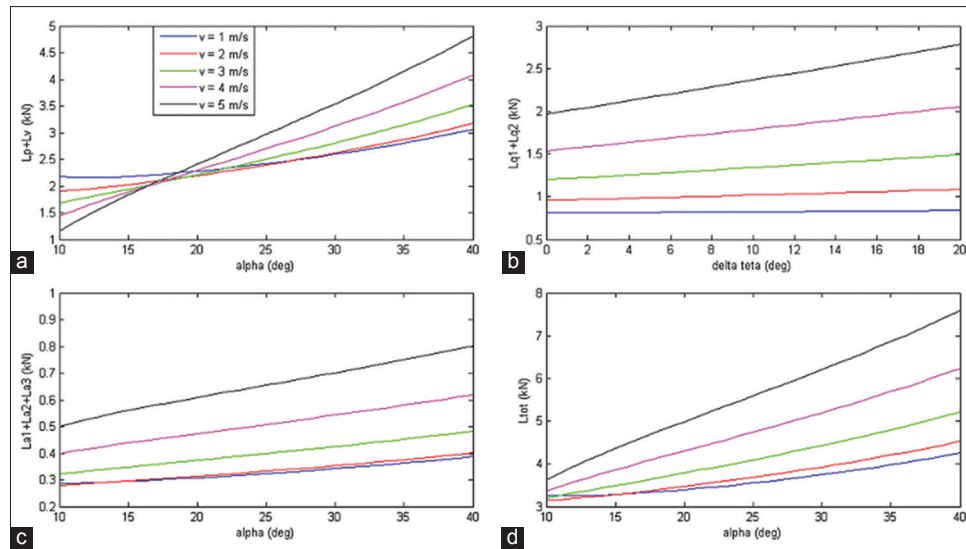 5
4.5
4
3.5
3
2.5
2
1.5
1
Lp+Lv (kN)
v = 1 m/s
v = 2 m/s
v = 3 m/s
v = 4 m/s
v = 5 m/s
10 15 20 25 30 35 40
alpha (deg)
a
3
2.5
2
1.5
1
0.5
Lq1+Lq2 (kN)
0 2 4 6 8 10 12 14 16 18 20
delta teta (deg)
b
1
0.9
0.8
0.7
0.6
0.5
0.4
0.3
0.2
La1+La2+La3 (kN)
10 15 20 25 30 35 40
alpha (deg)
c
8
7
6
5
4
3
Ltot (kN)
10 15 20 25 30 35 40
alpha (deg)
d